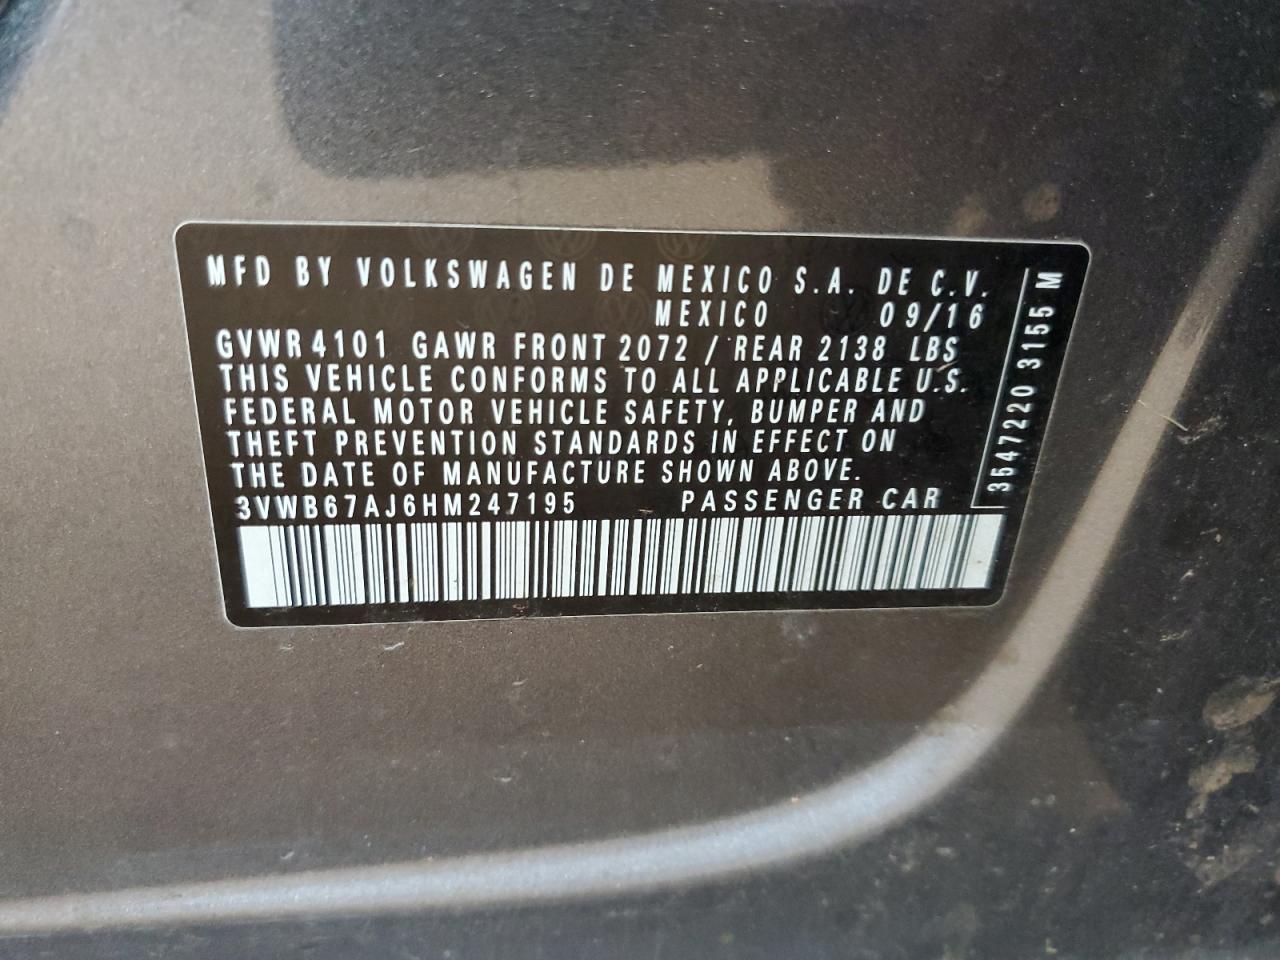 MFD BY VOLKSWAGEN DE MEXICO S.A. DE C.V.
MEXICO 09/16
GVWR 4101 GAWR FRONT 2072 / REAR 2138 LBS
THIS VEHICLE CONFORMS TO ALL APPLICABLE U.S.
FEDERAL MOTOR VEHICLE SAFETY, BUMPER AND
THEFT PREVENTION STANDARDS IN EFFECT ON
THE DATE OF MANUFACTURE SHOWN ABOVE.
3VWB67AJ6HM247195 PASSENGER CAR
3547220 3155 M